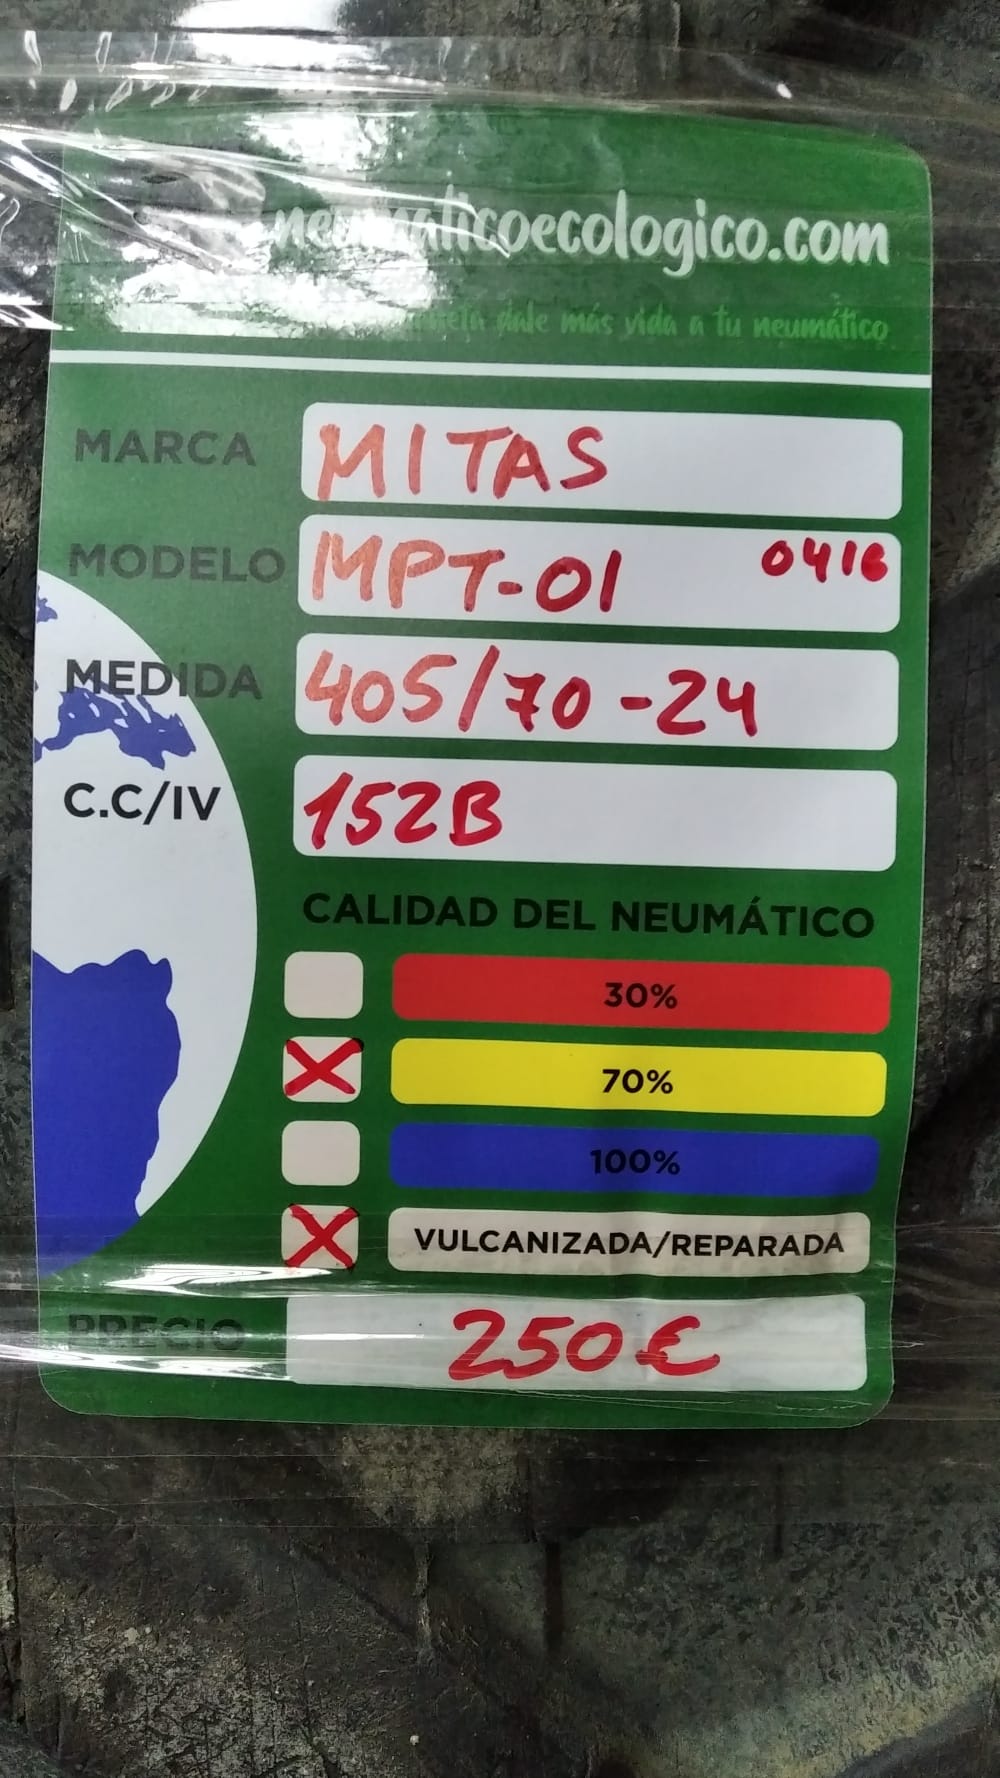 neumaticoecologico.com
dale más vida a tu neumático
MARCA MITAS
MODELO MPT-01 0416
MEDIDA 405/70-24
C.C/IV 152B
CALIDAD DEL NEUMÁTICO
30%
X 70%
100%
X VULCANIZADA/REPARADA
PRECIO 250€